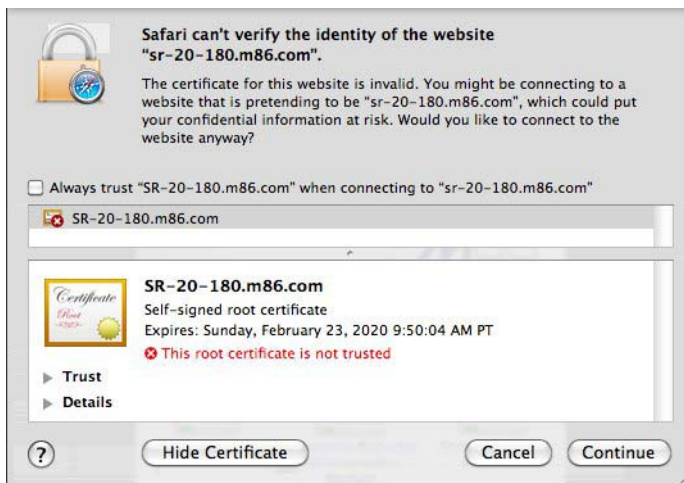 Safari can't verify the identity of the website
“sr-20-180.m86.com”.
The certificate for this website is invalid. You might be connecting to a
website that is pretending to be “sr-20-180.m86.com”, which could put
your confidential information at risk. Would you like to connect to the
website anyway?
Always trust “SR-20-180.m86.com” when connecting to “sr-20-180.m86.com”
SR-20-180.m86.com
Certificate
Root
SR-20-180.m86.com
Self-signed root certificate
Expires: Sunday, February 23, 2020 9:50:04 AM PT
This root certificate is not trusted
Trust
Details
? Hide Certificate Cancel Continue